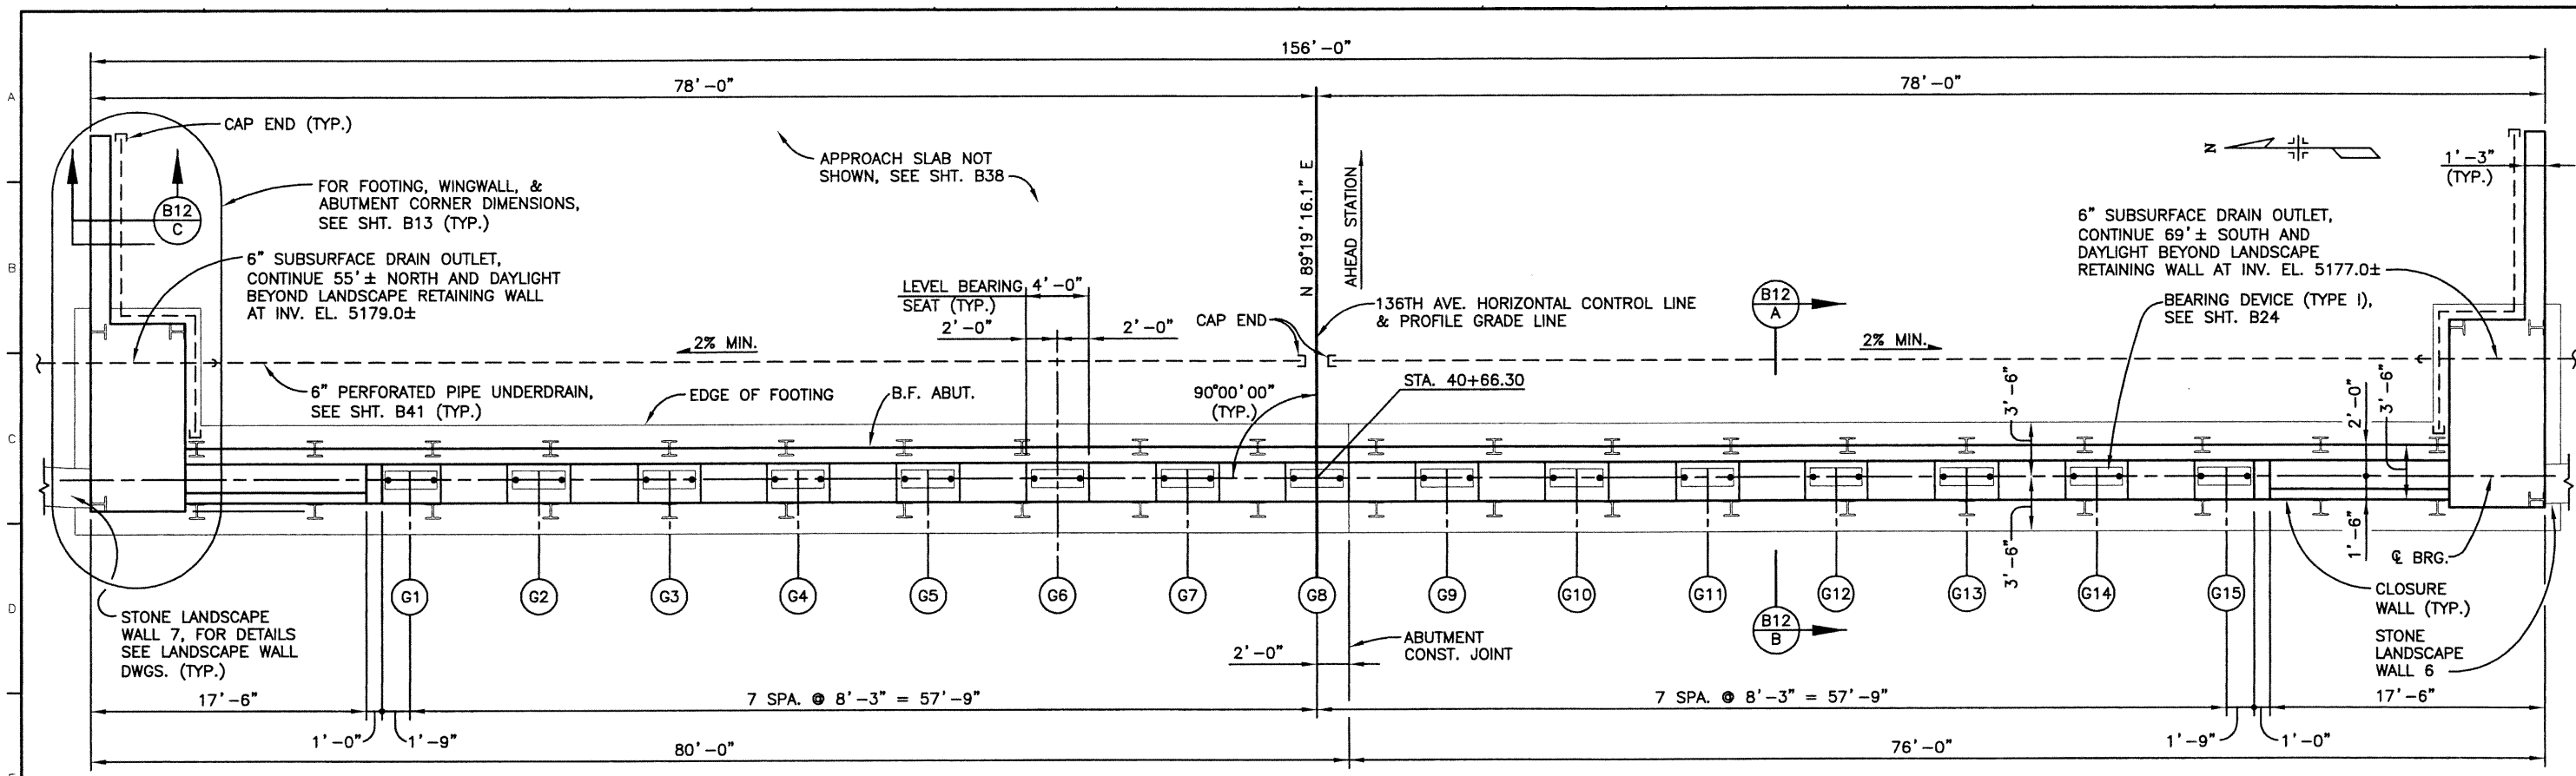 156'-0"
78'-0"
78'-0"
A
CAP END (TYP.)
APPROACH SLAB NOT
SHOWN, SEE SHT. B38
N 89°19'16.1" E
AHEAD STATION
N
1'-3"
(TYP.)
FOR FOOTING, WINGWALL, &
ABUTMENT CORNER DIMENSIONS,
SEE SHT. B13 (TYP.)
B12
C
6" SUBSURFACE DRAIN OUTLET,
CONTINUE 69'± SOUTH AND
DAYLIGHT BEYOND LANDSCAPE
RETAINING WALL AT INV. EL. 5177.0±
B
6" SUBSURFACE DRAIN OUTLET,
CONTINUE 55'± NORTH AND DAYLIGHT
BEYOND LANDSCAPE RETAINING WALL
AT INV. EL. 5179.0±
LEVEL BEARING
SEAT (TYP.)
4'-0"
2'-0"
2'-0"
CAP END
136TH AVE. HORIZONTAL CONTROL LINE
& PROFILE GRADE LINE
B12
A
BEARING DEVICE (TYPE I),
SEE SHT. B24
2% MIN.
2% MIN.
6" PERFORATED PIPE UNDERDRAIN,
SEE SHT. B41 (TYP.)
EDGE OF FOOTING
B.F. ABUT.
90°00'00"
(TYP.)
STA. 40+66.30
3'-6"
2'-0"
3'-6"
C
3'-6"
1'-6"
℄ BRG.
D
G1
G2
G3
G4
G5
G6
G7
G8
G9
G10
G11
G12
G13
G14
G15
CLOSURE
WALL (TYP.)
STONE LANDSCAPE
WALL 7, FOR DETAILS
SEE LANDSCAPE WALL
DWGS. (TYP.)
B12
B
ABUTMENT
CONST. JOINT
2'-0"
STONE
LANDSCAPE
WALL 6
17'-6"
7 SPA. @ 8'-3" = 57'-9"
7 SPA. @ 8'-3" = 57'-9"
17'-6"
1'-0"
1'-9"
1'-9"
1'-0"
80'-0"
76'-0"